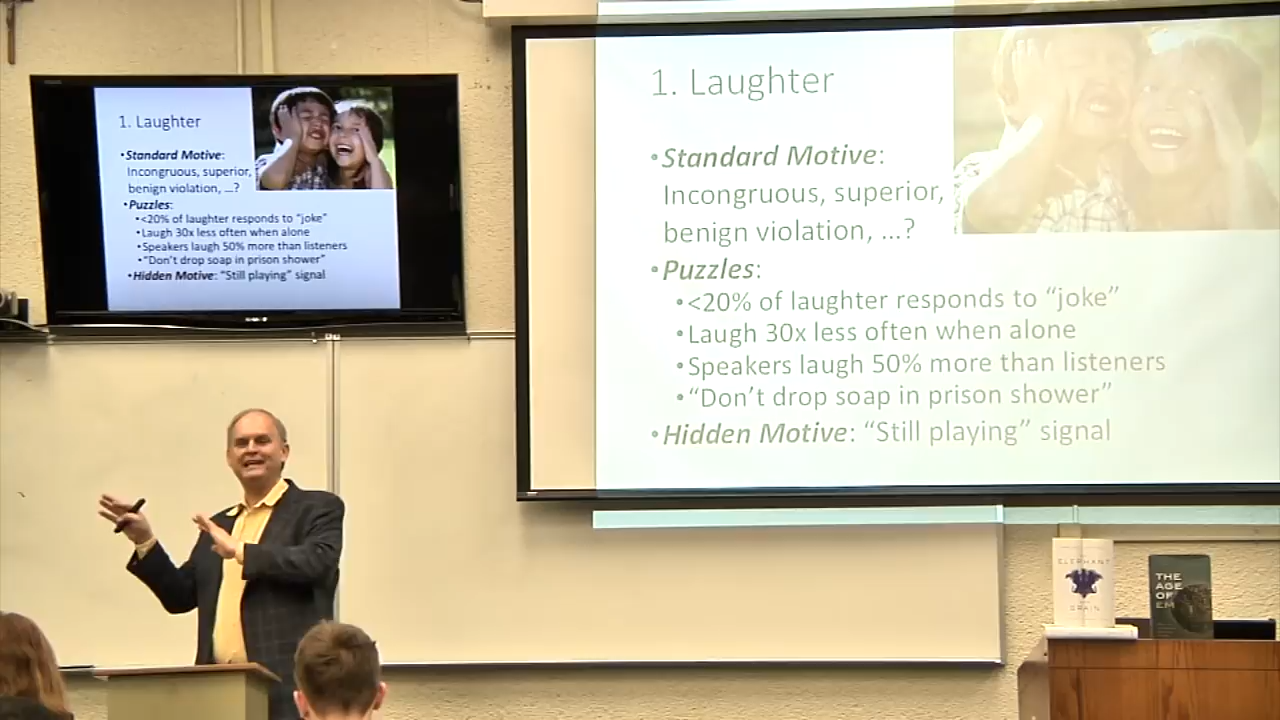 1. Laughter
•Standard Motive:
Incongruous, superior,
benign violation, ...?
•Puzzles:
•<20% of laughter responds to “joke”
•Laugh 30x less often when alone
•Speakers laugh 50% more than listeners
•“Don’t drop soap in prison shower”
•Hidden Motive: “Still playing” signal
1. Laughter
•Standard Motive:
Incongruous, superior,
benign violation, ...?
•Puzzles:
•<20% of laughter responds to “joke”
•Laugh 30x less often when alone
•Speakers laugh 50% more than listeners
•“Don’t drop soap in prison shower”
•Hidden Motive: “Still playing” signal
ELEPHANT
BRAIN
THE
AGE
OF
EM